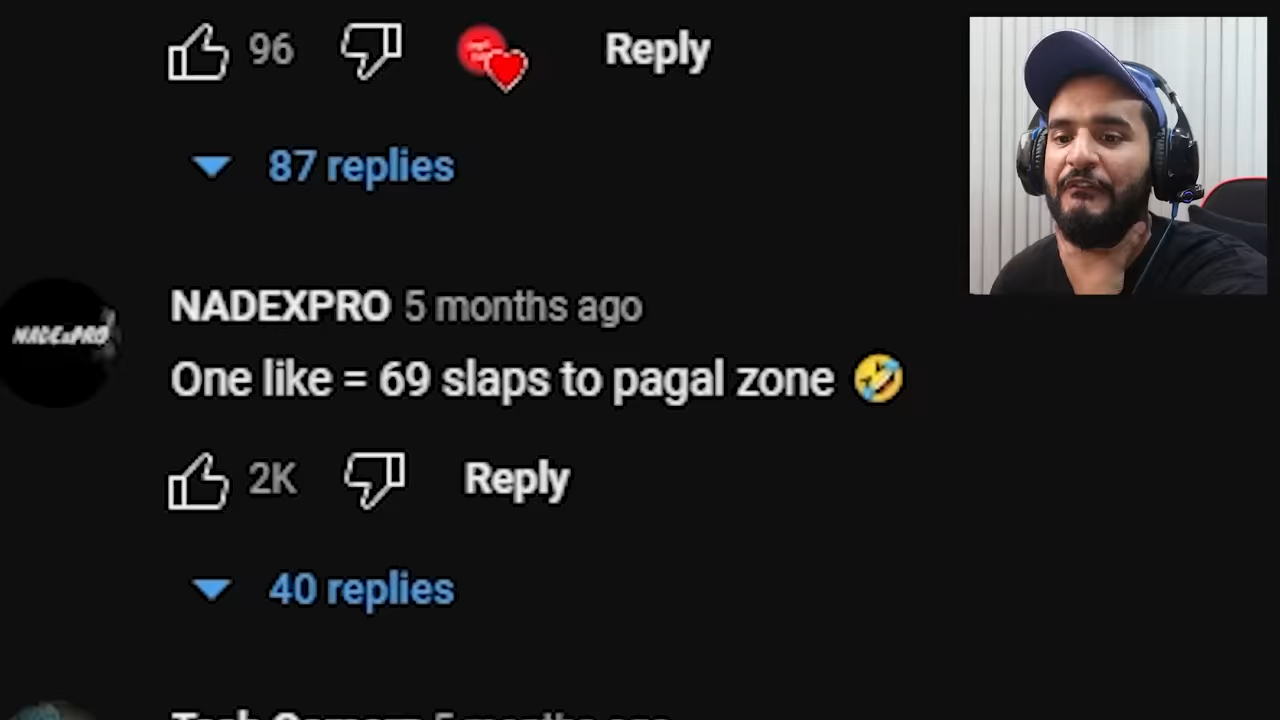 96 Reply
87 replies
NADEXPRO 5 months ago
One like = 69 slaps to pagal zone 🤣
2K Reply
40 replies